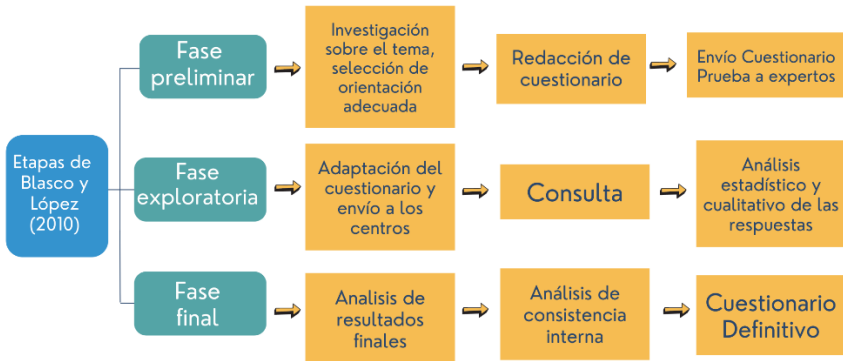 Etapas de
Blasco y
López
(2010)
Fase
preliminar
Investigación
sobre el tema,
selección de
orientación
adecuada
Redacción de
cuestionario
Envío Cuestionario
Prueba a expertos
Fase
exploratoria
Adaptación del
cuestionario y
envío a los
centros
Consulta
Análisis
estadístico y
cualitativo de las
respuestas
Fase
final
Analisis de
resultados
finales
Análisis de
consistencia
interna
Cuestionario
Definitivo